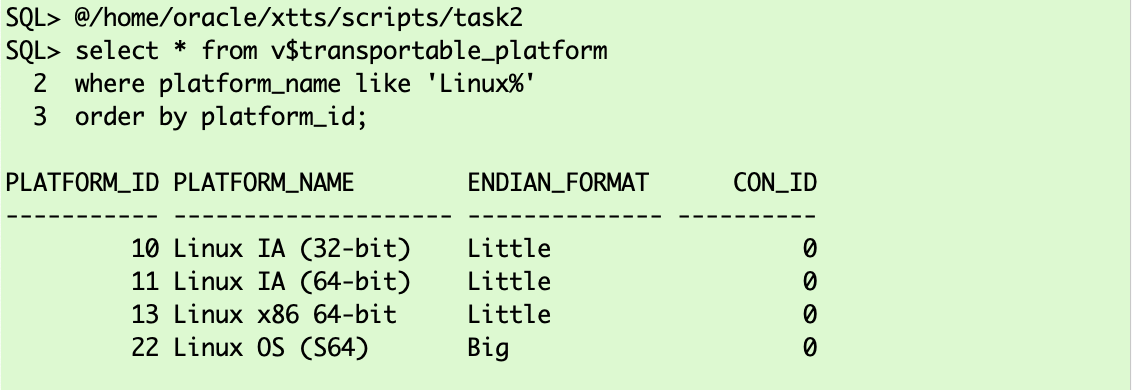 SQL> @/home/oracle/xtts/scripts/task2
SQL> select * from v$transportable_platform
  2  where platform_name like 'Linux%'
  3  order by platform_id;

PLATFORM_ID PLATFORM_NAME        ENDIAN_FORMAT      CON_ID
----------- -------------------- -------------- ----------
         10 Linux IA (32-bit)    Little                  0
         11 Linux IA (64-bit)    Little                  0
         13 Linux x86 64-bit     Little                  0
         22 Linux OS (S64)       Big                     0